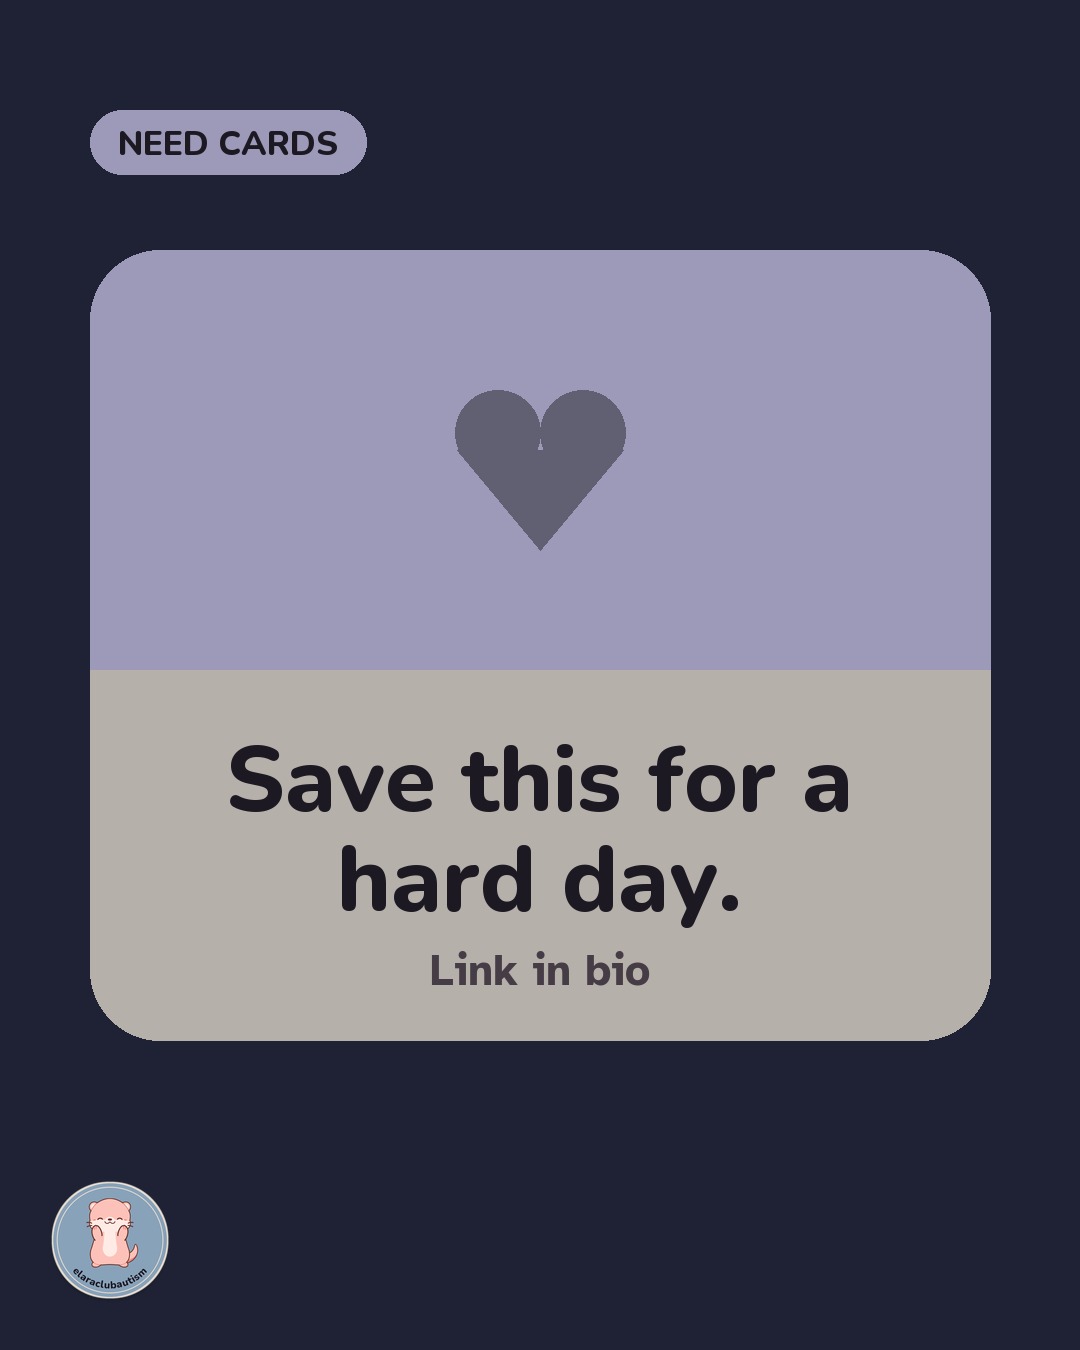 NEED CARDS
Save this for a
hard day.
Link in bio
elaraclubautism